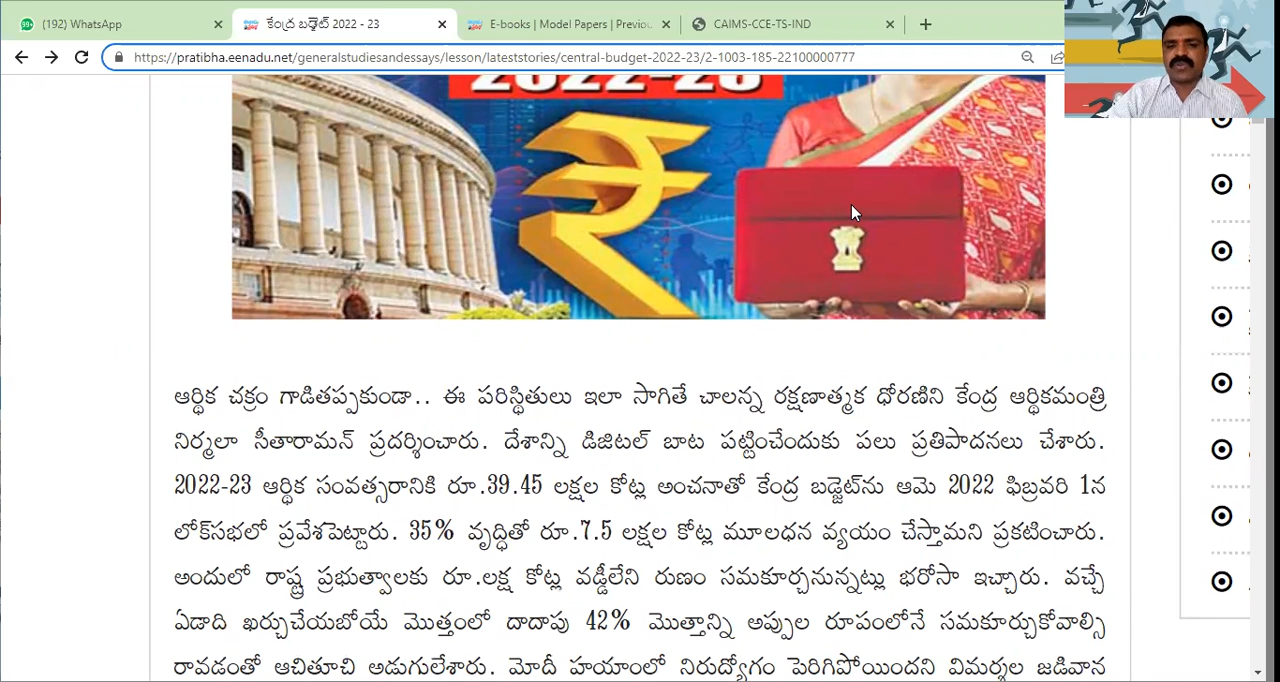 (192) WhatsApp
కేంద్ర బడ్జెట్ 2022 - 23
E-books | Model Papers | Previou
CAIMS-CCE-TS-IND
https://pratibha.eenadu.net/generalstudiesandessays/lesson/lateststories/central-budget-2022-23/2-1003-185-22100000777
2022-23
ఆర్థిక చక్రం గాడితప్పకుండా.. ఈ పరిస్థితులు ఇలా సాగితే చాలన్న రక్షణాత్మక ధోరణిని కేంద్ర ఆర్థికమంత్రి
నిర్మలా సీతారామన్ ప్రదర్శించారు. దేశాన్ని డిజిటల్ బాట పట్టించేందుకు పలు ప్రతిపాదనలు చేశారు.
2022-23 ఆర్థిక సంవత్సరానికి రూ.39.45 లక్షల కోట్ల అంచనాతో కేంద్ర బడ్జెట్‌ను ఆమె 2022 ఫిబ్రవరి 1న
లోక్‌సభలో ప్రవేశపెట్టారు. 35% వృద్ధితో రూ.7.5 లక్షల కోట్ల మూలధన వ్యయం చేస్తామని ప్రకటించారు.
అందులో రాష్ట్ర ప్రభుత్వాలకు రూ.లక్ష కోట్ల వడ్డీలేని రుణం సమకూర్చనున్నట్లు భరోసా ఇచ్చారు. వచ్చే
ఏడాది ఖర్చుచేయబోయే మొత్తంలో దాదాపు 42% మొత్తాన్ని అప్పుల రూపంలోనే సమకూర్చుకోవాల్సి
రావడంతో ఆచితూచి అడుగులేశారు. మోదీ హయాంలో నిరుద్యోగం పెరిగిపోయిందని విమర్శల జడివాన